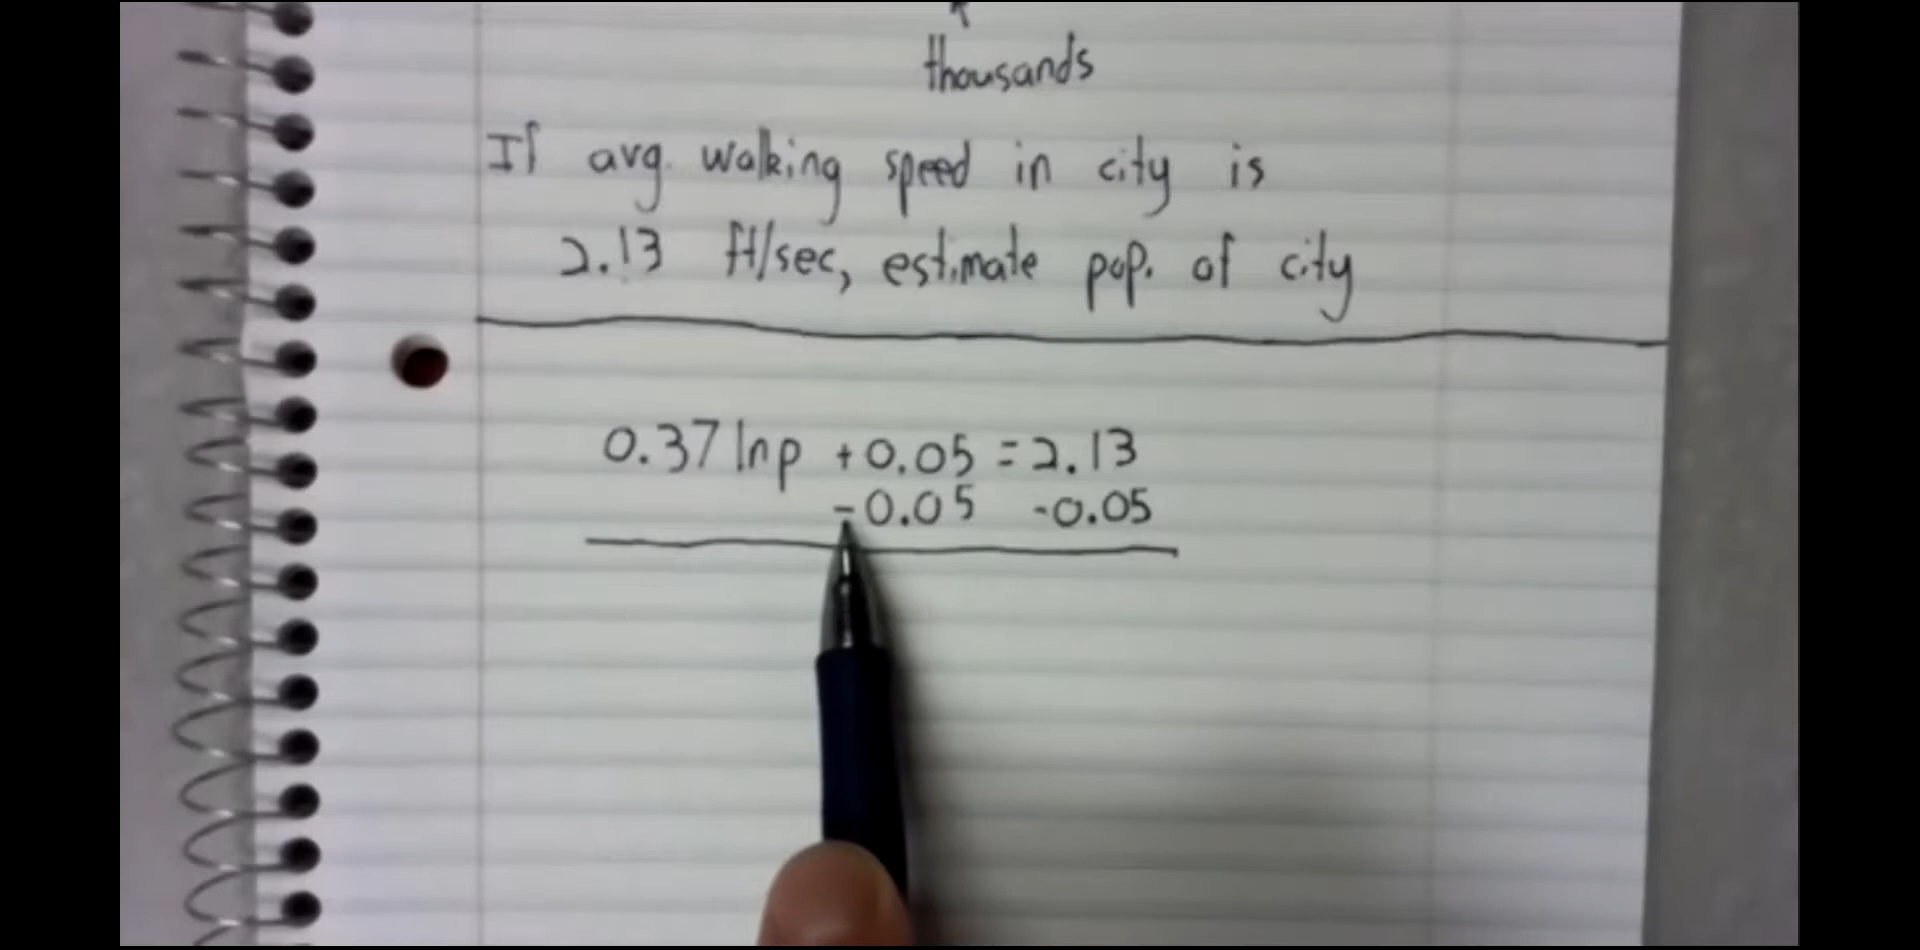 thousands
If avg. walking speed in city is
2.13 ft/sec, estimate pop. of city
0.37 ln p + 0.05 = 2.13
- 0.05 - 0.05